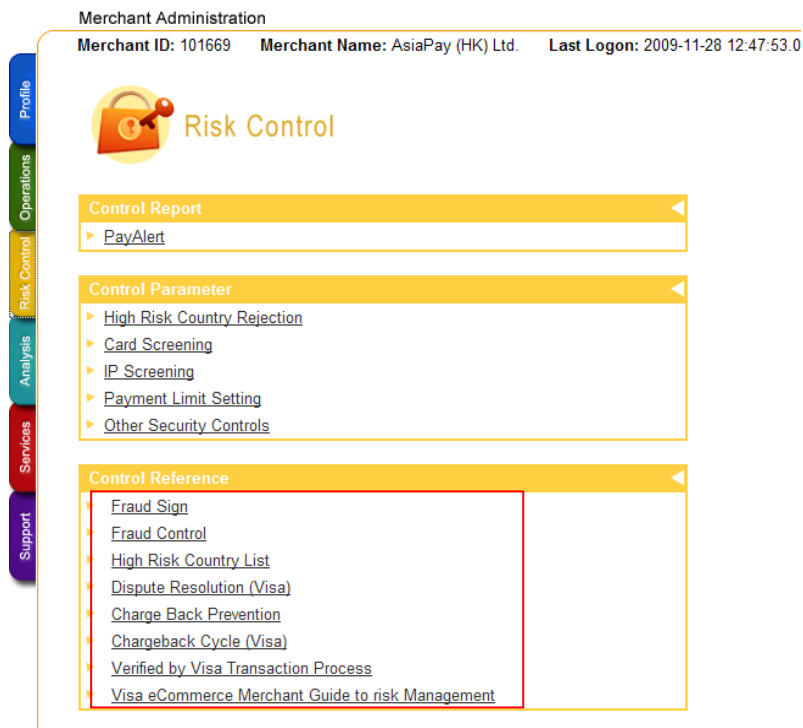 Merchant Administration
Merchant ID: 101669 Merchant Name: AsiaPay (HK) Ltd. Last Logon: 2009-11-28 12:47:53.0
Profile
Operations
Risk Control
Analysis
Services
Support
Risk Control
Control Report
PayAlert
Control Parameter
High Risk Country Rejection
Card Screening
IP Screening
Payment Limit Setting
Other Security Controls
Control Reference
Fraud Sign
Fraud Control
High Risk Country List
Dispute Resolution (Visa)
Charge Back Prevention
Chargeback Cycle (Visa)
Verified by Visa Transaction Process
Visa eCommerce Merchant Guide to risk Management